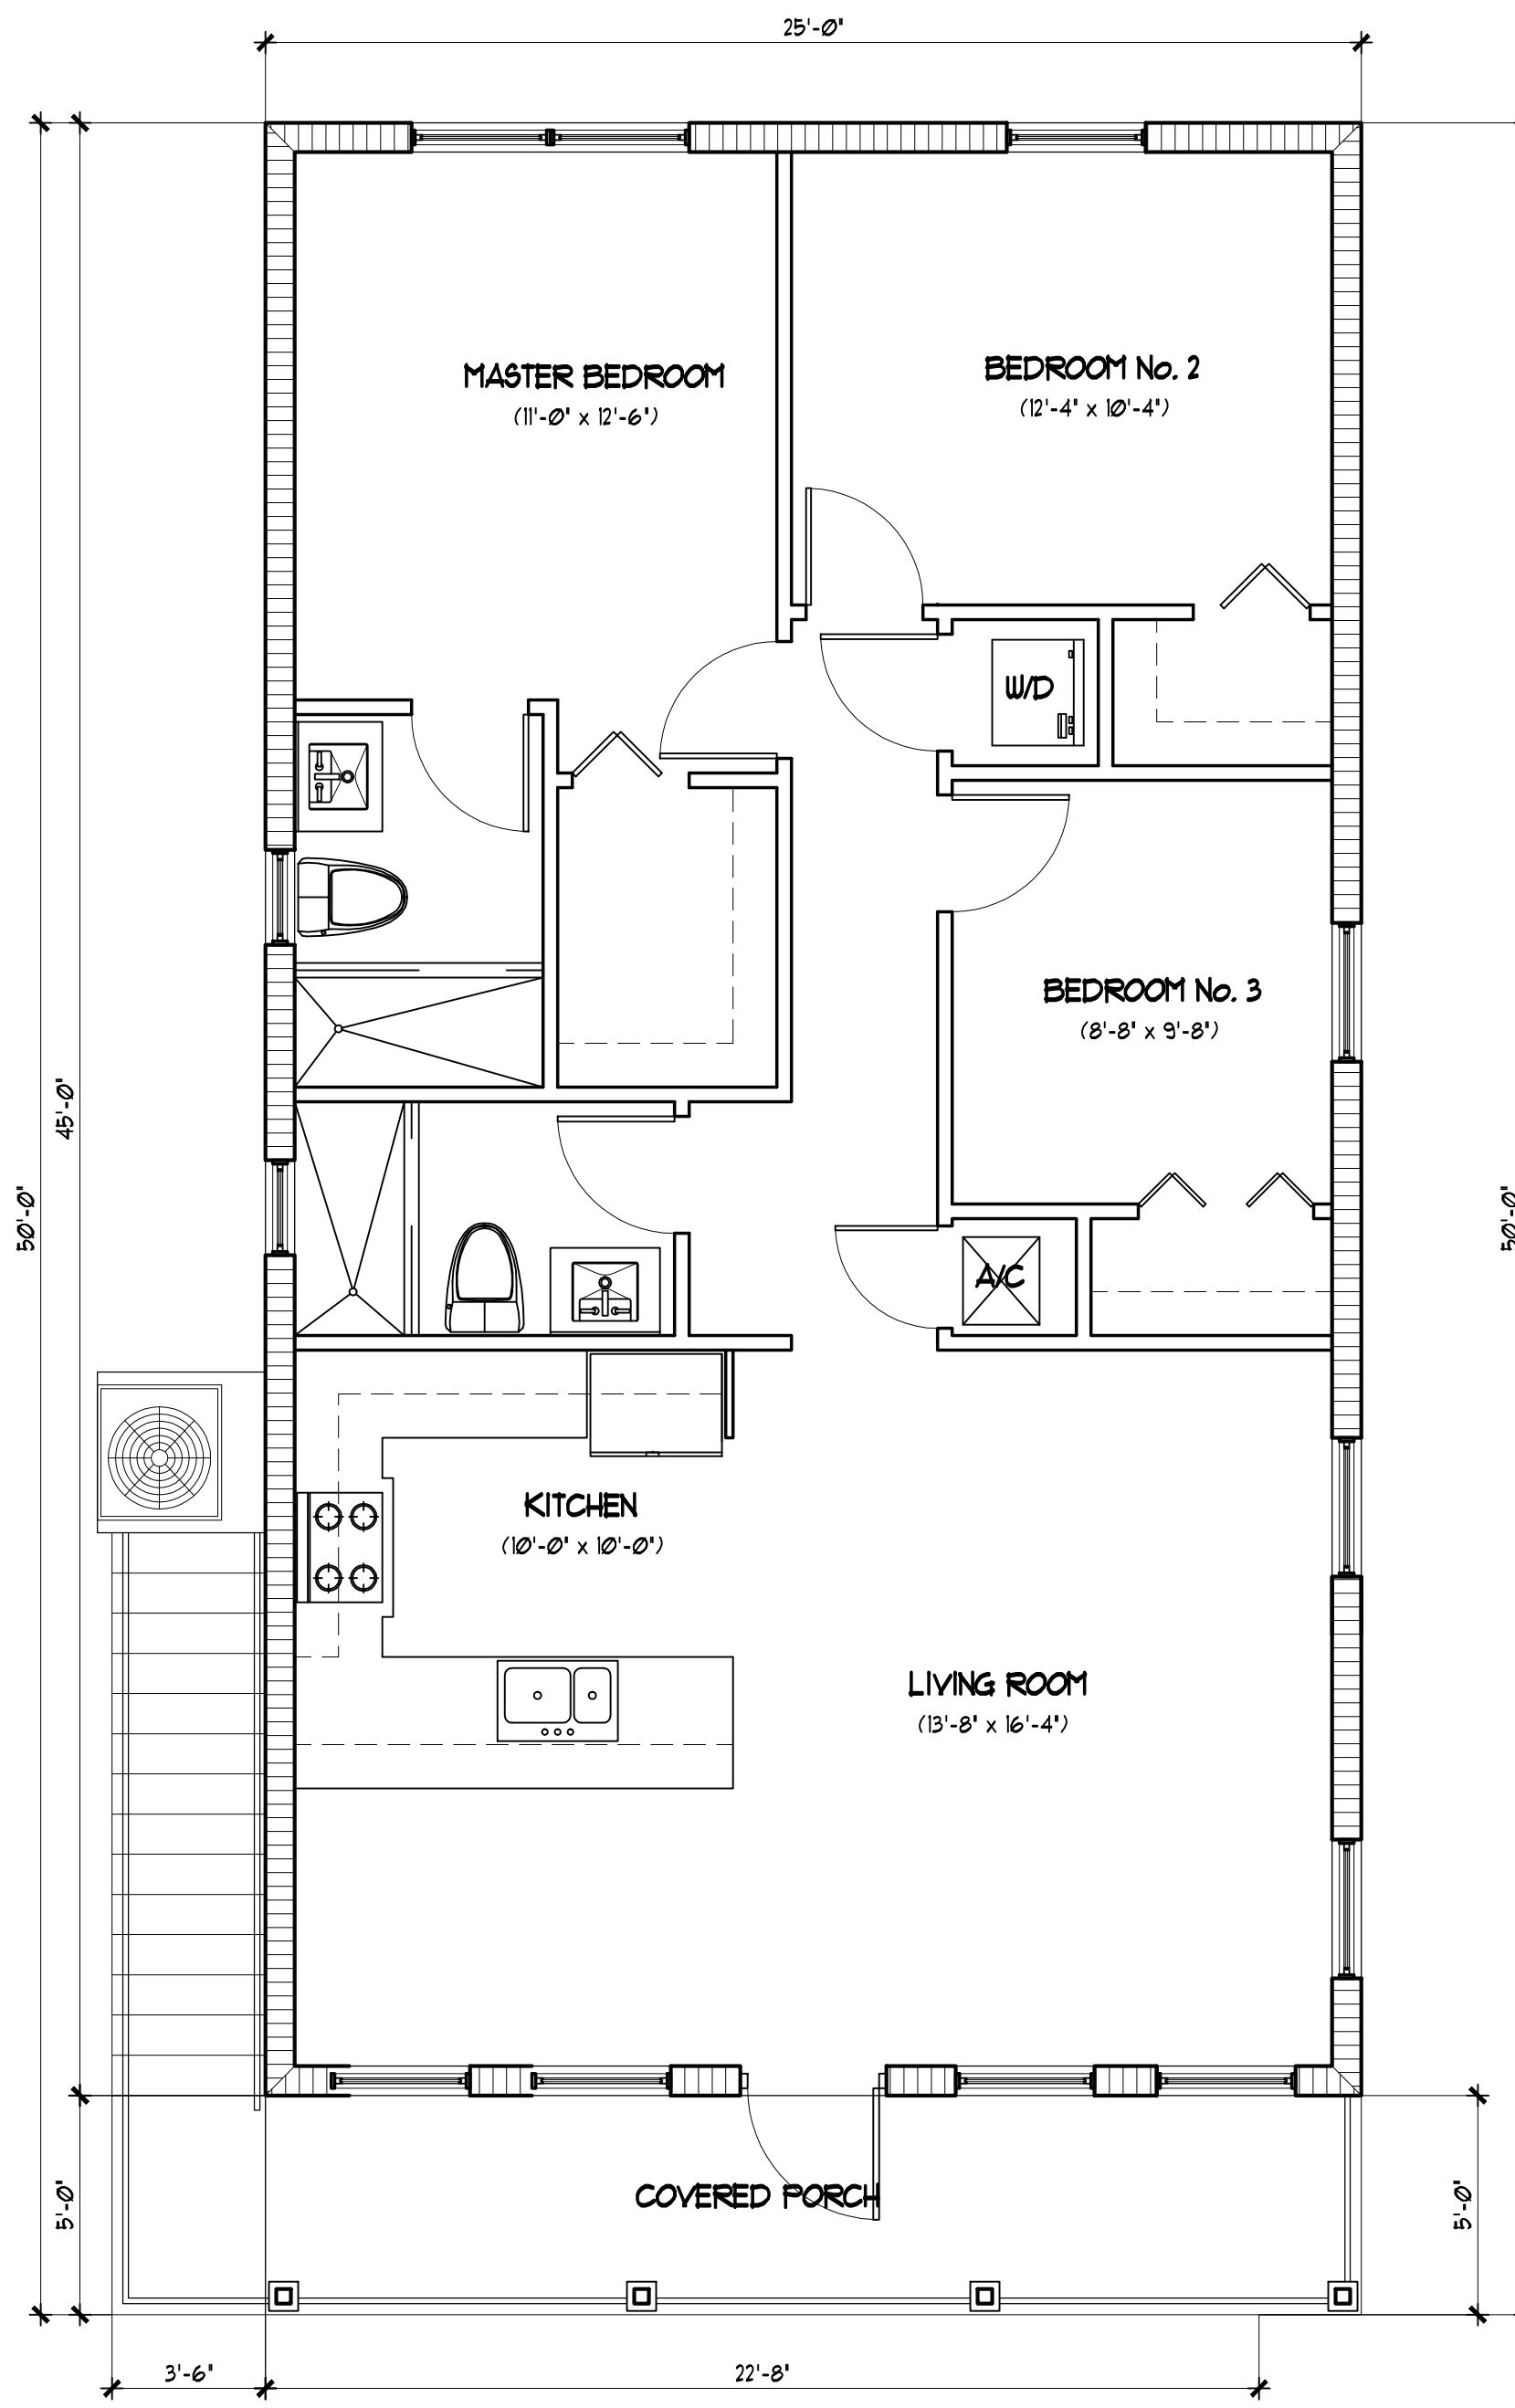 25'-0"
MASTER BEDROOM
(11'-0" x 12'-6")
BEDROOM No. 2
(12'-4" x 10'-4")
W/D
BEDROOM No. 3
(8'-8" x 9'-8")
45'-0"
50'-0"
50'-0"
A/C
KITCHEN
(10'-0" x 10'-0")
LIVING ROOM
(13'-8" x 16'-4")
COVERED PORCH
5'-0"
5'-0"
3'-6"
22'-8"